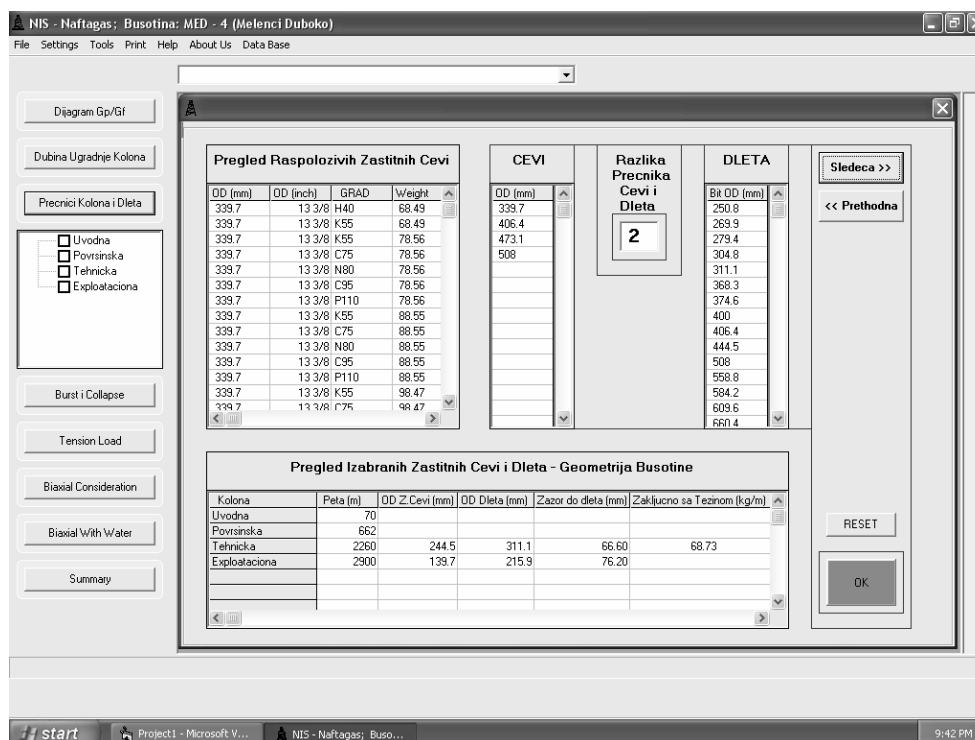 NIS - Naftagas; Busotina: MED - 4 (Melenci Duboko)
File Settings Tools Print Help About Us Data Base
Dijagram Gp/Gf
Dubina Ugradnje Kolona
Precnici Kolona i Dleta
Uvodna
Povrsinska
Tehnicka
Exploataciona
Burst i Collapse
Tension Load
Biaxial Consideration
Biaxial With Water
Summary
Pregled Raspolozivih Zastitnih Cevi
OD (mm) OD (inch) GRAD Weight
339.7 13 3/8 H40 68.49
339.7 13 3/8 K55 68.49
339.7 13 3/8 K55 78.56
339.7 13 3/8 C75 78.56
339.7 13 3/8 N80 78.56
339.7 13 3/8 C95 78.56
339.7 13 3/8 P110 78.56
339.7 13 3/8 K55 88.55
339.7 13 3/8 C75 88.55
339.7 13 3/8 N80 88.55
339.7 13 3/8 C95 88.55
339.7 13 3/8 P110 88.55
339.7 13 3/8 K55 98.47
339.7 13 3/8 C75 98.47
CEVI
OD (mm)
339.7
406.4
473.1
508
Razlika
Precnika
Cevi i
Dleta
2
DLETA
Bit OD (mm)
250.8
269.9
279.4
304.8
311.1
368.3
374.6
400
406.4
444.5
508
558.8
584.2
609.6
660.4
Sledeca >>
<< Prethodna
Pregled Izabranih Zastitnih Cevi i Dleta - Geometrija Busotine
Kolona Peta (m) OD Z.Cevi (mm) OD Dleta (mm) Zazor do dleta (mm) Zakljucno sa Tezinom (kg/m)
Uvodna 70
Povrsinska 662
Tehnicka 2260 244.5 311.1 66.60 68.73
Exploataciona 2900 139.7 215.9 76.20
RESET
OK
start
Project1 - Microsoft V...
NIS - Naftagas; Buso...
9:42 PM